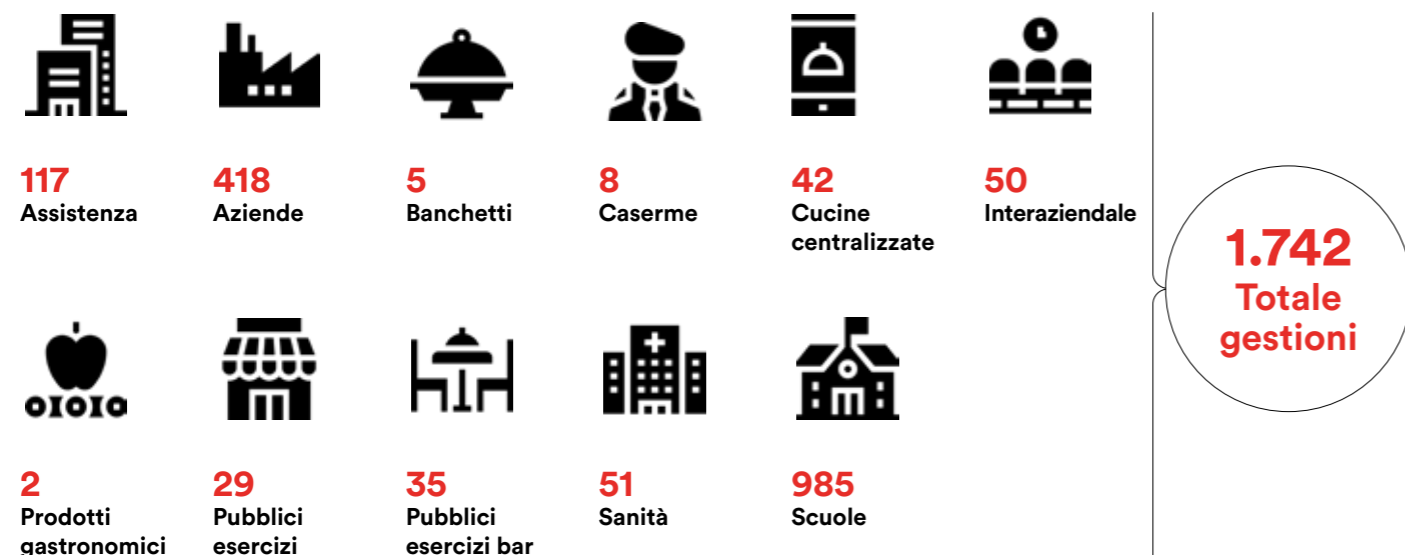 117
Assistenza
418
Aziende
5
Banchetti
8
Caserme
42
Cucine
centralizzate
50
Interaziendale
2
Prodotti
gastronomici
29
Pubblici
esercizi
35
Pubblici
esercizi bar
51
Sanità
985
Scuole
1.742
Totale
gestioni